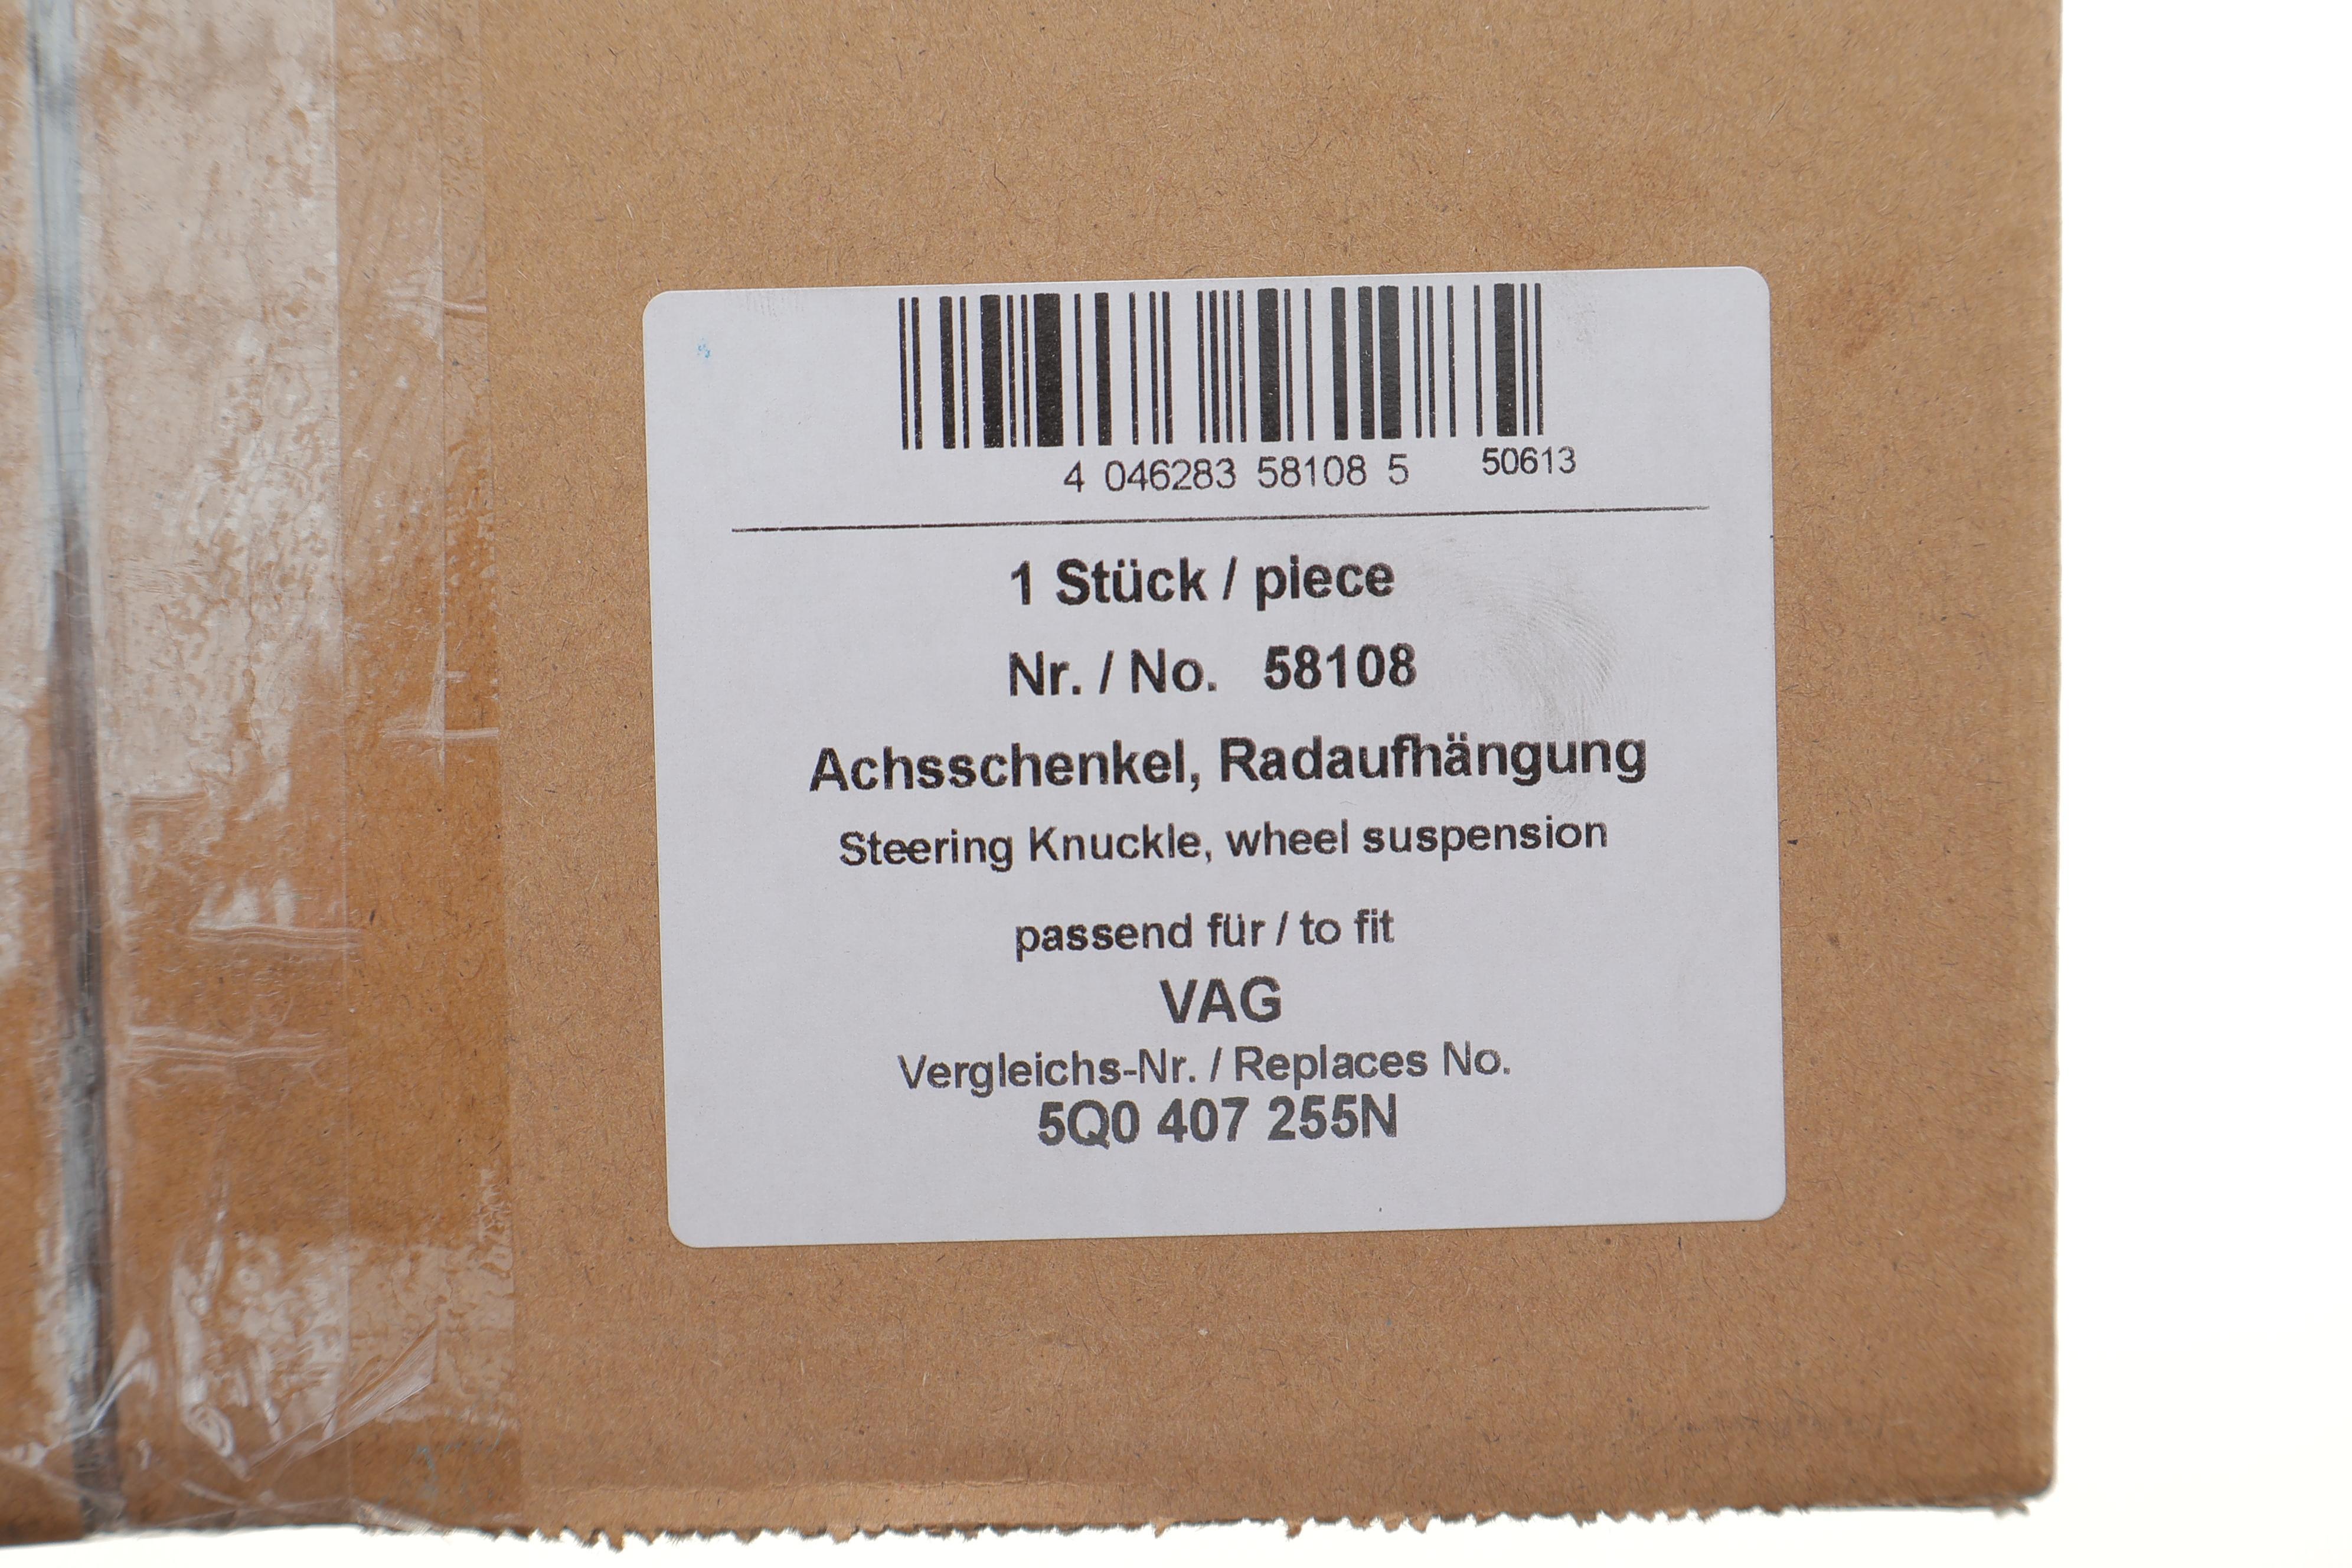 4 046283 58108 5 50613
1 Stück / piece
Nr. / No. 58108
Achsschenkel, Radaufhängung
Steering Knuckle, wheel suspension
passend für / to fit
VAG
Vergleichs-Nr. / Replaces No.
5Q0 407 255N